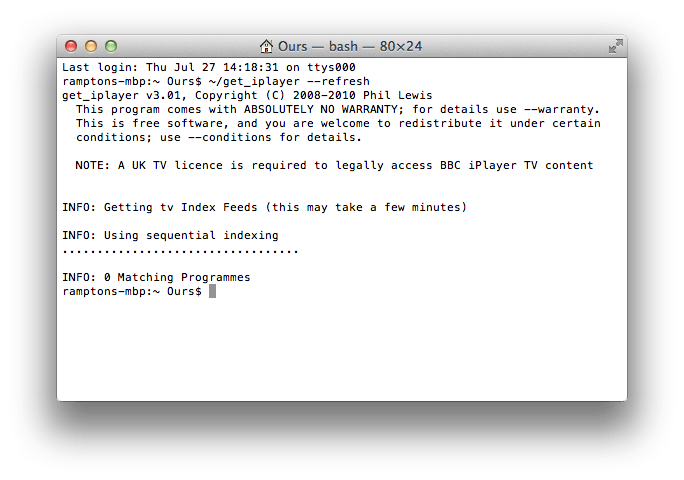 Ours — bash — 80×24
Last login: Thu Jul 27 14:18:31 on ttys000
ramptons-mbp:~ Ours$ ~/get_iplayer --refresh
get_iplayer v3.01, Copyright (C) 2008-2010 Phil Lewis
  This program comes with ABSOLUTELY NO WARRANTY; for details use --warranty.
  This is free software, and you are welcome to redistribute it under certain
  conditions; use --conditions for details.

  NOTE: A UK TV licence is required to legally access BBC iPlayer TV content

INFO: Getting tv Index Feeds (this may take a few minutes)

INFO: Using sequential indexing
...................................

INFO: 0 Matching Programmes
ramptons-mbp:~ Ours$